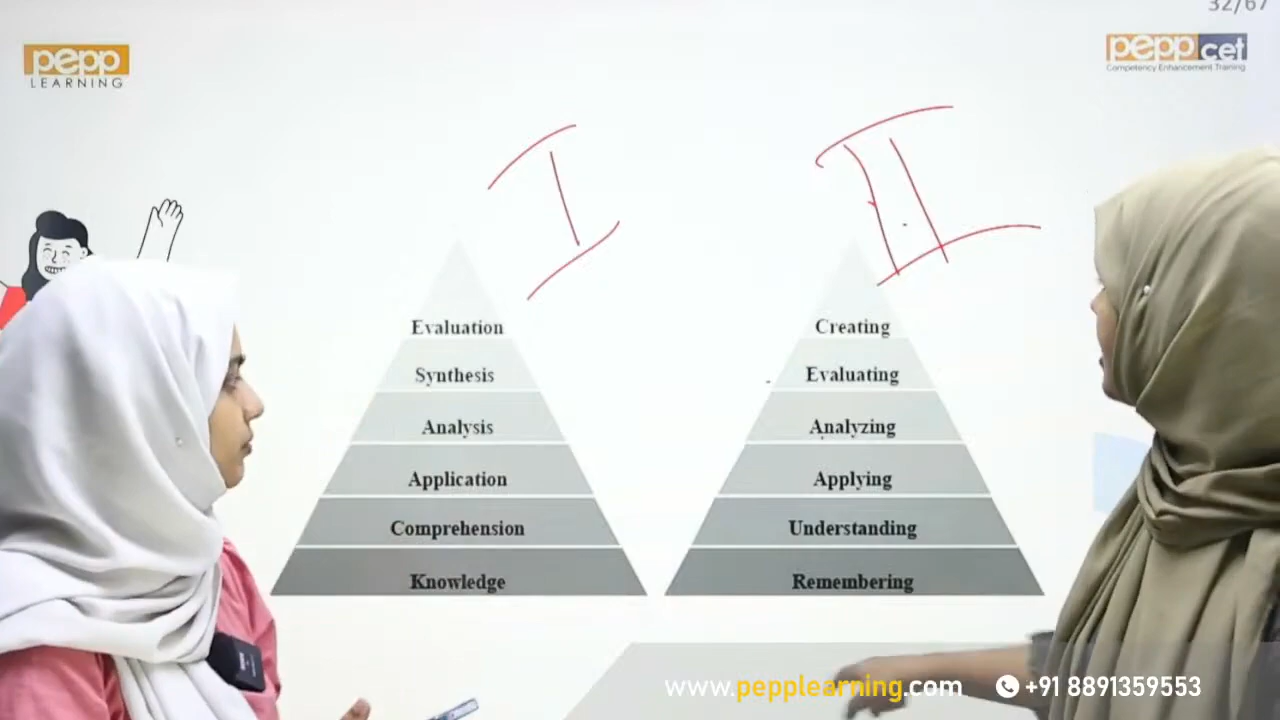 32/67
pepp
LEARNING
pepp cet
Competency Enhancement Training
I
II
Evaluation
Synthesis
Analysis
Application
Comprehension
Knowledge
Creating
Evaluating
Analyzing
Applying
Understanding
Remembering
www.pepplearning.com +91 8891359553